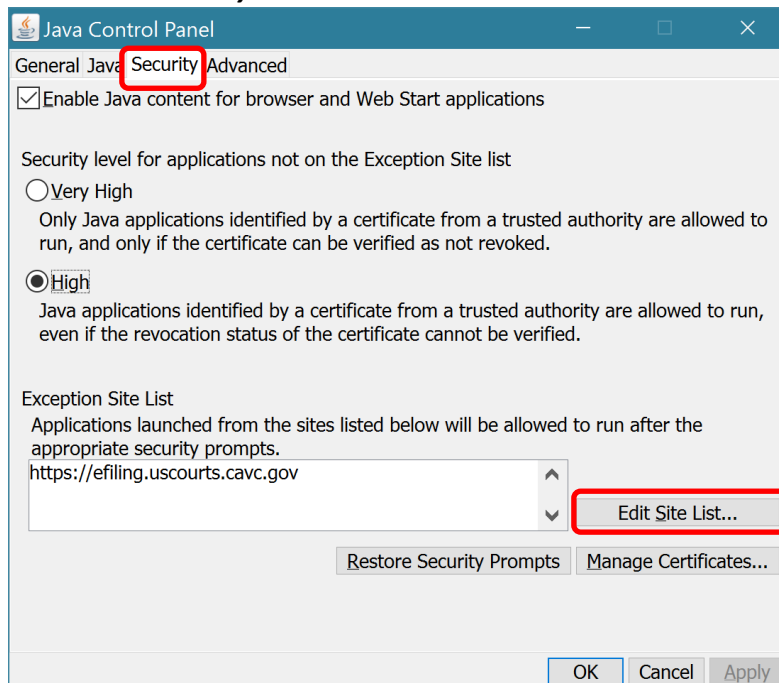 Java Control Panel
General Java Security Advanced
Enable Java content for browser and Web Start applications
Security level for applications not on the Exception Site list
Very High
Only Java applications identified by a certificate from a trusted authority are allowed to
run, and only if the certificate can be verified as not revoked.
High
Java applications identified by a certificate from a trusted authority are allowed to run,
even if the revocation status of the certificate cannot be verified.
Exception Site List
Applications launched from the sites listed below will be allowed to run after the
appropriate security prompts.
https://efiling.uscourts.cavc.gov
Edit Site List...
Restore Security Prompts Manage Certificates...
OK Cancel Apply